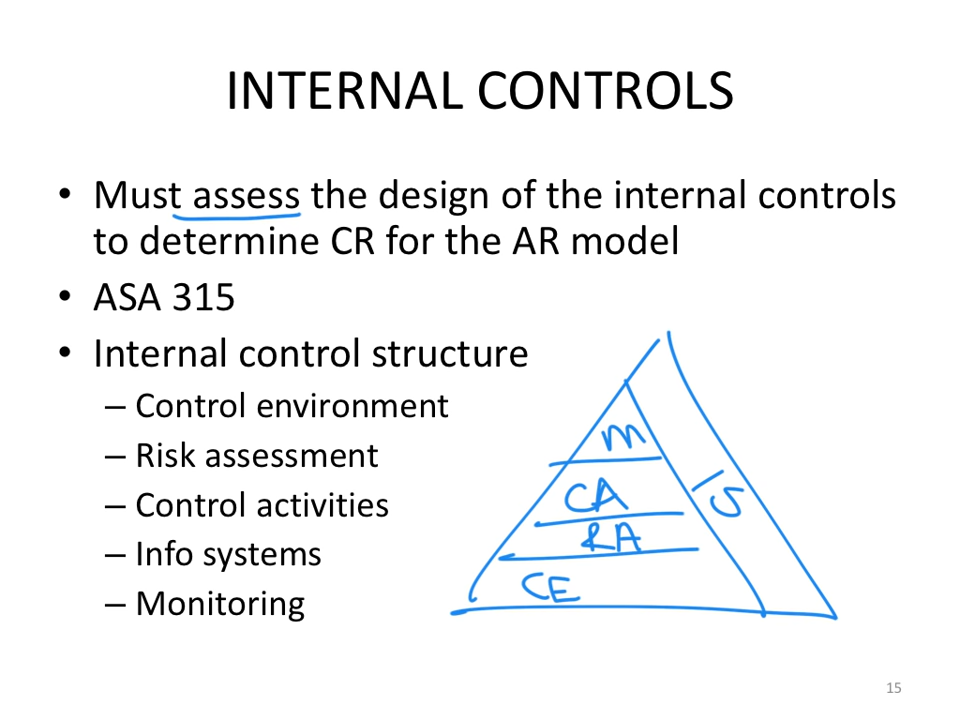 INTERNAL CONTROLS
• Must assess the design of the internal controls
to determine CR for the AR model
• ASA 315
• Internal control structure
– Control environment
– Risk assessment
– Control activities
– Info systems
– Monitoring
M
CA
RA
CE
IS
15